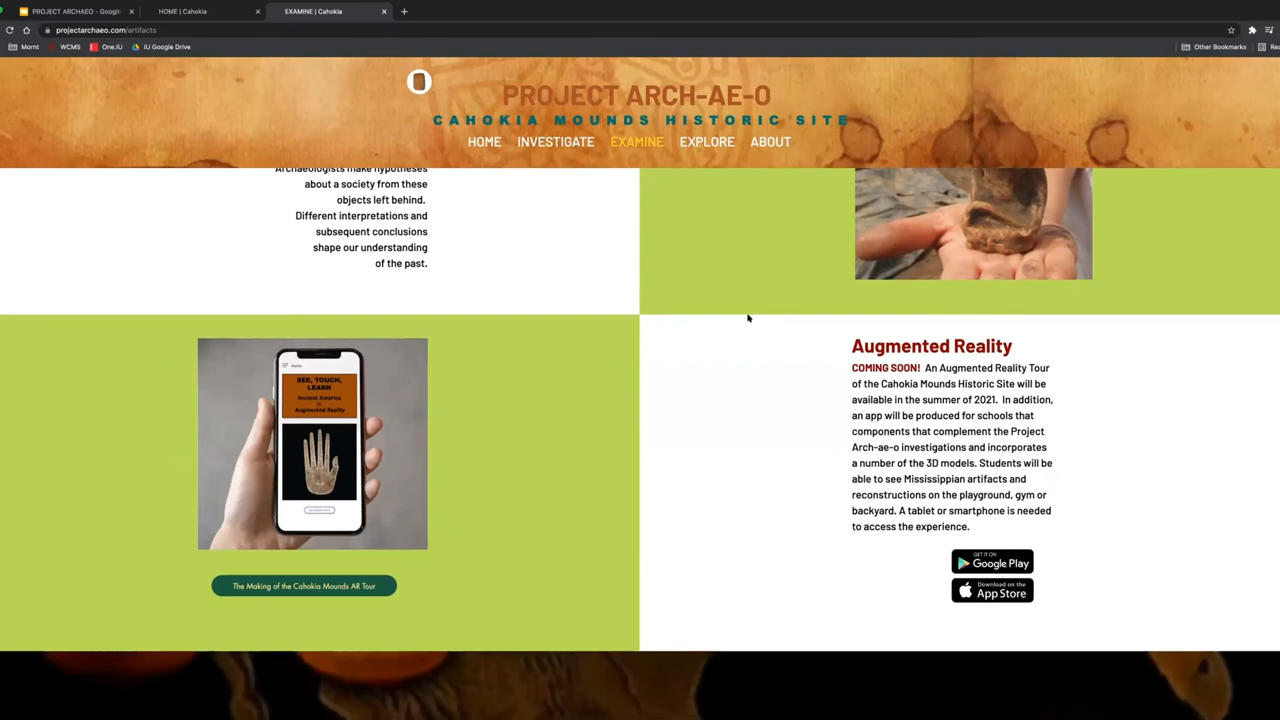 PROJECT ARCHAEO - Google
HOME | Cahokia
EXAMINE | Cahokia
projectarchaeo.com/artifacts
Mornt
WCMS
One.IU
IU Google Drive
Other Bookmarks
Rea
PROJECT ARCH-AE-O
CAHOKIA MOUNDS HISTORIC SITE
HOME INVESTIGATE EXAMINE EXPLORE ABOUT
Archaeologists make hypotheses
about a society from these
objects left behind.
Different interpretations and
subsequent conclusions
shape our understanding
of the past.
SEE, TOUCH,
LEARN
Ancient America
in
Augmented Reality
The Making of the Cahokia Mounds AR Tour
Augmented Reality
COMING SOON! An Augmented Reality Tour
of the Cahokia Mounds Historic Site will be
available in the summer of 2021. In addition,
an app will be produced for schools that
components that complement the Project
Arch-ae-o investigations and incorporates
a number of the 3D models. Students will be
able to see Mississippian artifacts and
reconstructions on the playground, gym or
backyard. A tablet or smartphone is needed
to access the experience.
GET IT ON
Google Play
Download on the
App Store